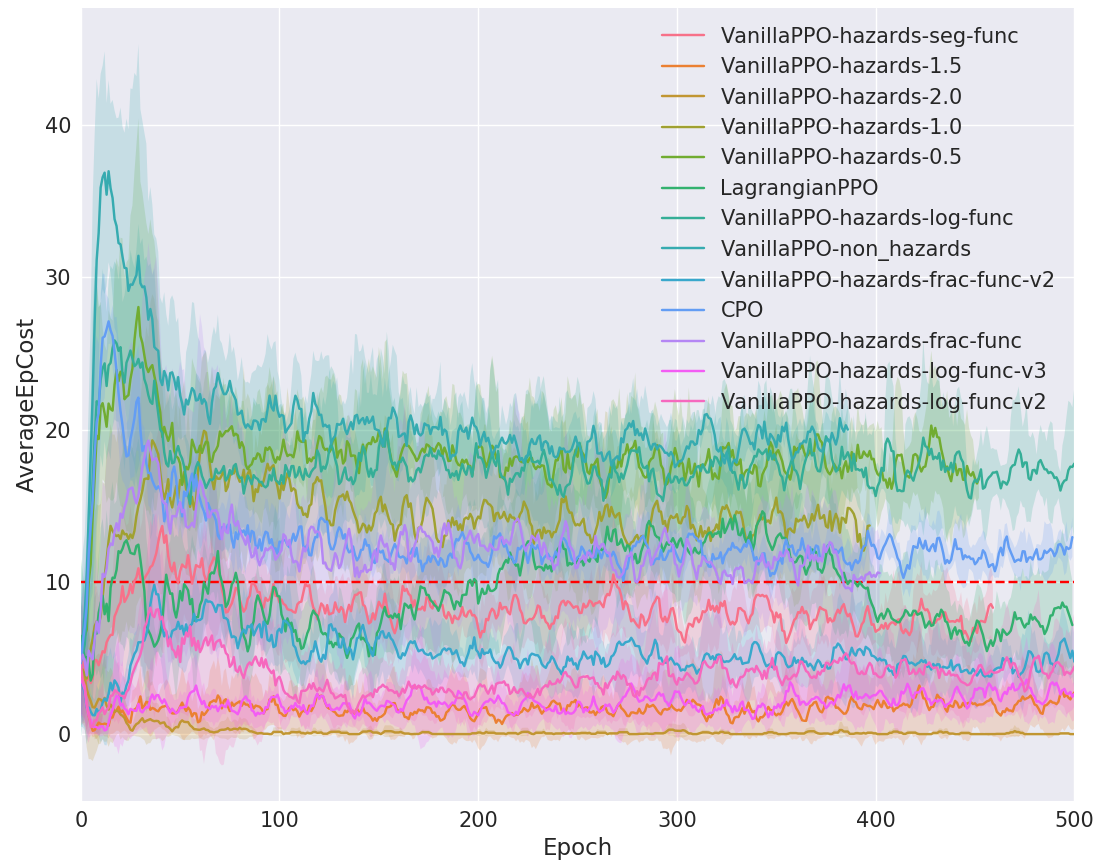 VanillaPPO-hazards-seg-func
VanillaPPO-hazards-1.5
VanillaPPO-hazards-2.0
VanillaPPO-hazards-1.0
VanillaPPO-hazards-0.5
LagrangianPPO
VanillaPPO-hazards-log-func
VanillaPPO-non_hazards
VanillaPPO-hazards-frac-func-v2
CPO
VanillaPPO-hazards-frac-func
VanillaPPO-hazards-log-func-v3
VanillaPPO-hazards-log-func-v2
AverageEpCost
40
30
20
10
0
0 100 200 300 400 500
Epoch